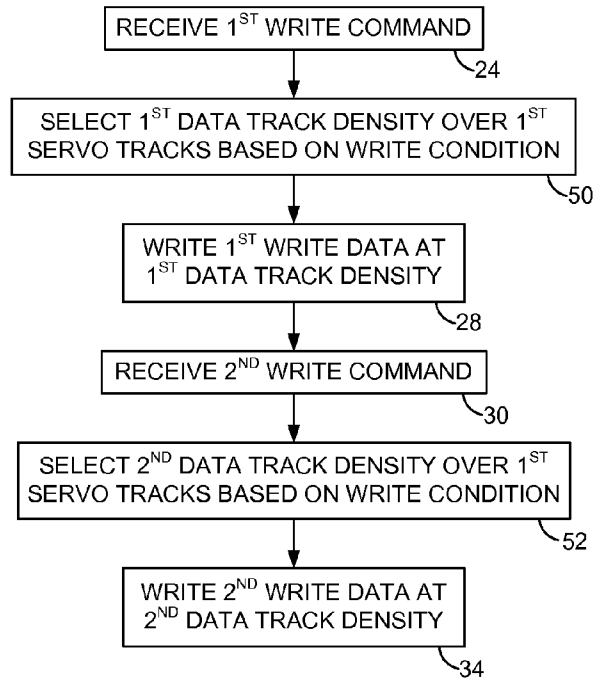 RECEIVE 1ST WRITE COMMAND
24
SELECT 1ST DATA TRACK DENSITY OVER 1ST
SERVO TRACKS BASED ON WRITE CONDITION
50
WRITE 1ST WRITE DATA AT
1ST DATA TRACK DENSITY
28
RECEIVE 2ND WRITE COMMAND
30
SELECT 2ND DATA TRACK DENSITY OVER 1ST
SERVO TRACKS BASED ON WRITE CONDITION
52
WRITE 2ND WRITE DATA AT
2ND DATA TRACK DENSITY
34